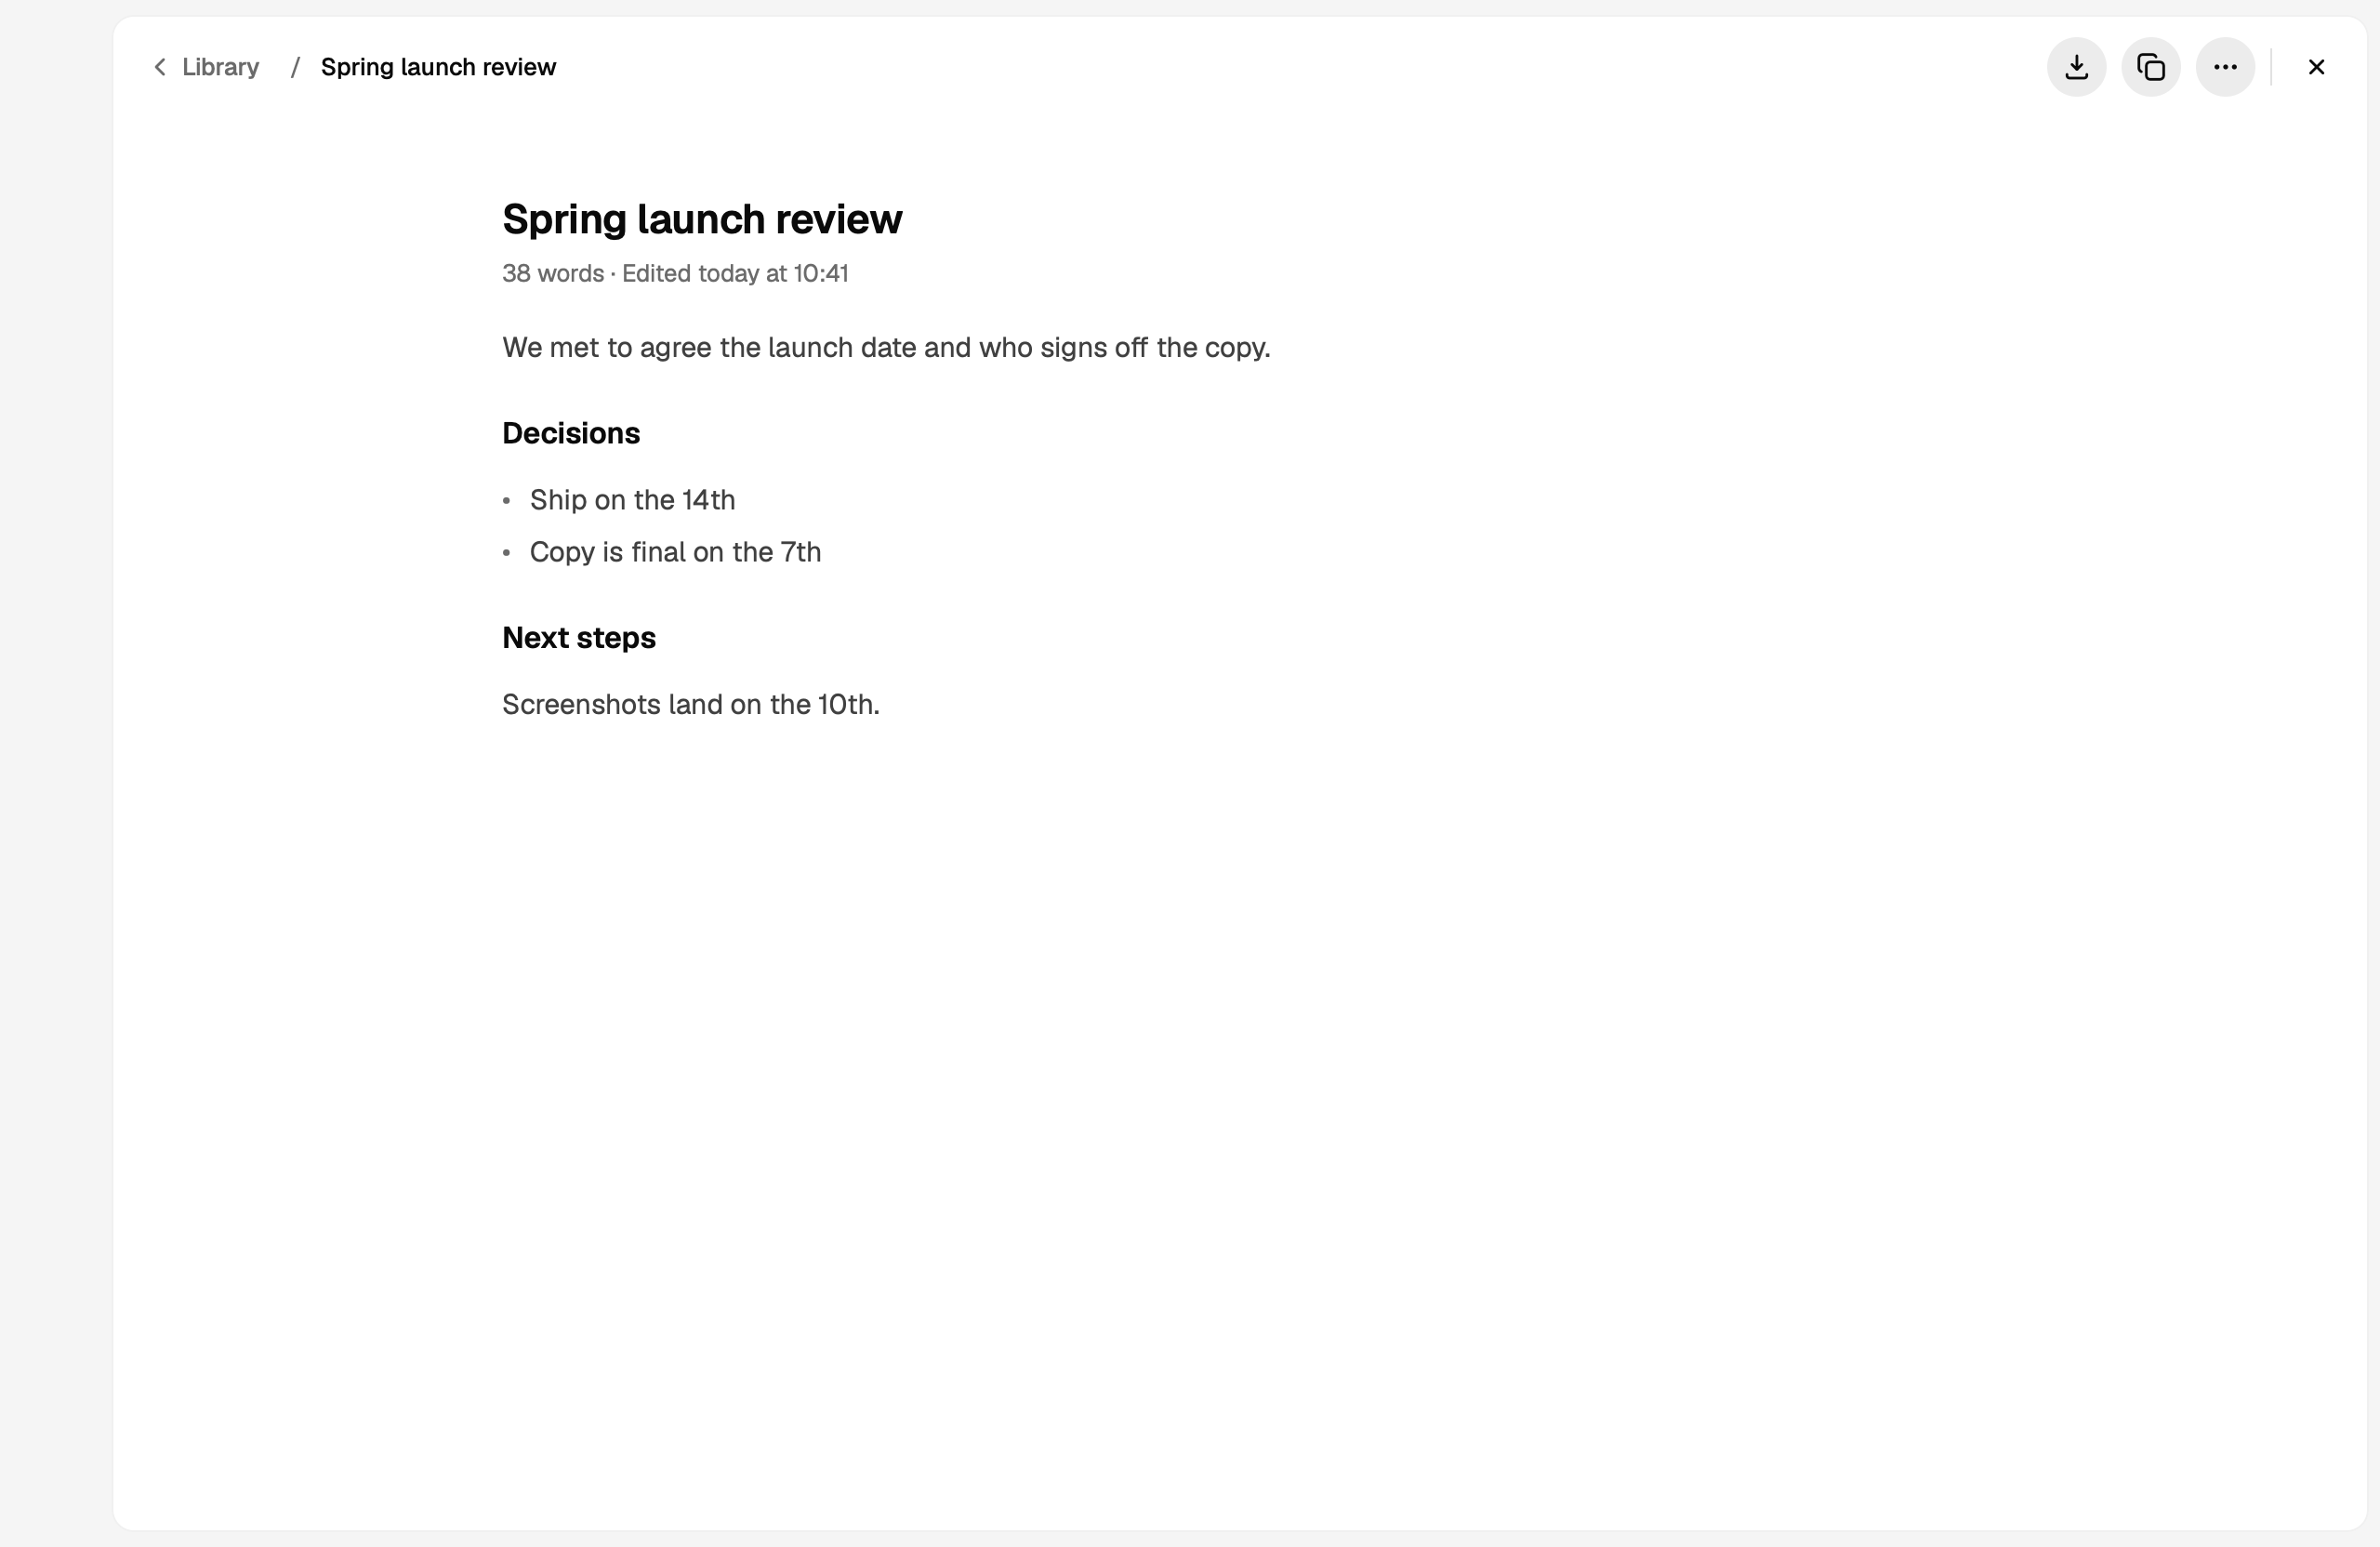 Library / Spring launch review
Spring launch review
38 words · Edited today at 10:41
We met to agree the launch date and who signs off the copy.
Decisions
• Ship on the 14th
• Copy is final on the 7th
Next steps
Screenshots land on the 10th.